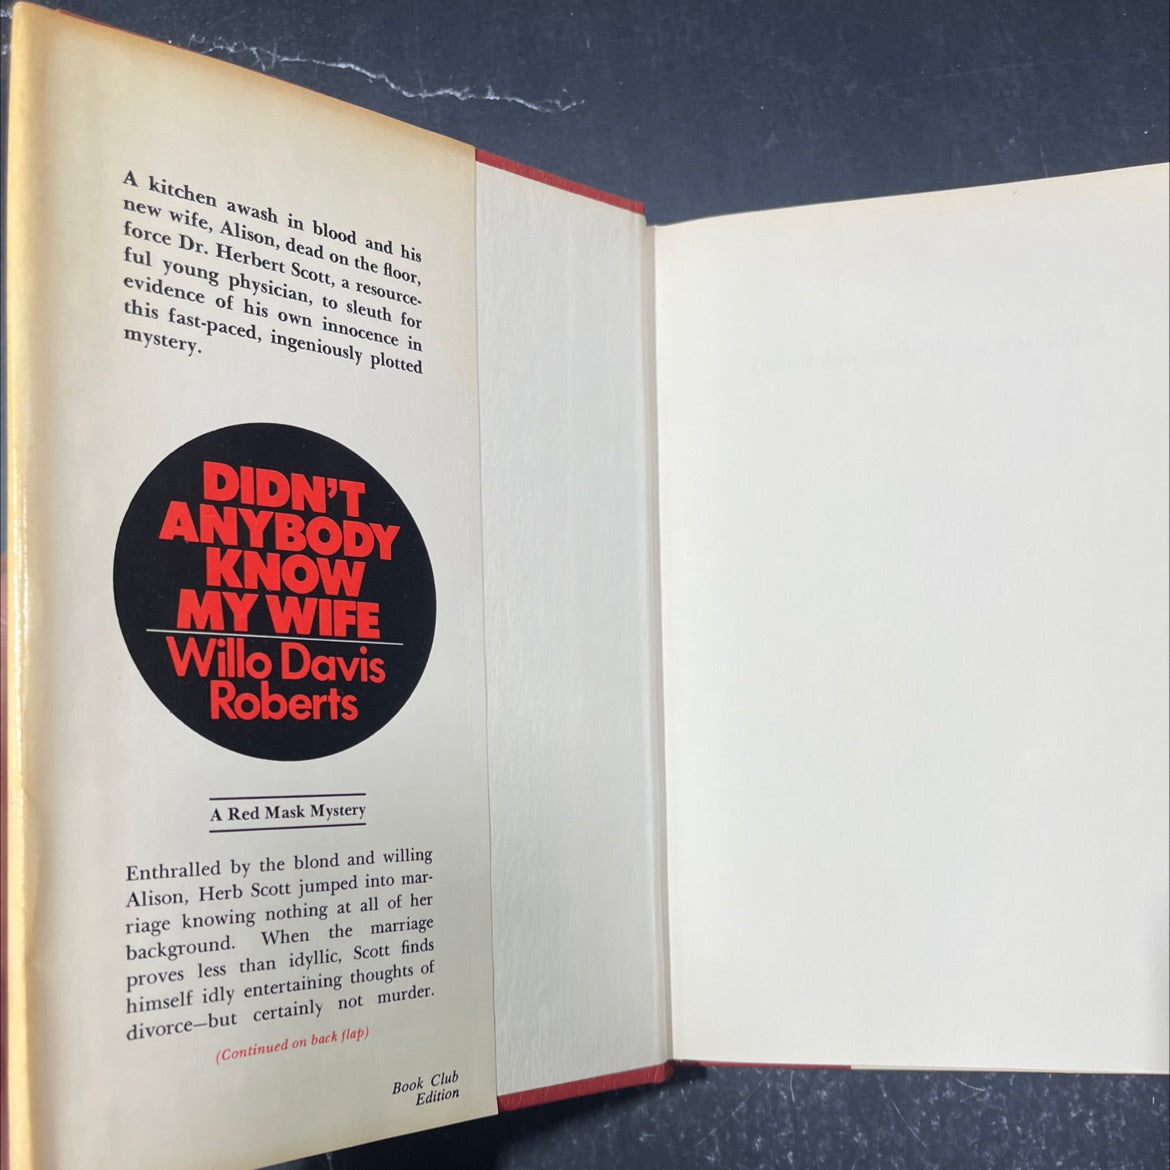 A kitchen awash in blood and his
new wife, Alison, dead on the floor,
force Dr. Herbert Scott, a resource-
ful young physician, to sleuth for
evidence of his own innocence in
this fast-paced, ingeniously plotted
mystery.
DIDN'T
ANYBODY
KNOW
MY WIFE
Willo Davis
Roberts
A Red Mask Mystery
Enthralled by the blond and willing
Alison, Herb Scott jumped into mar-
riage knowing nothing at all of her
background. When the marriage
proves less than idyllic, Scott finds
himself idly entertaining thoughts of
divorce—but certainly not murder.
(Continued on back flap)
Book Club
Edition